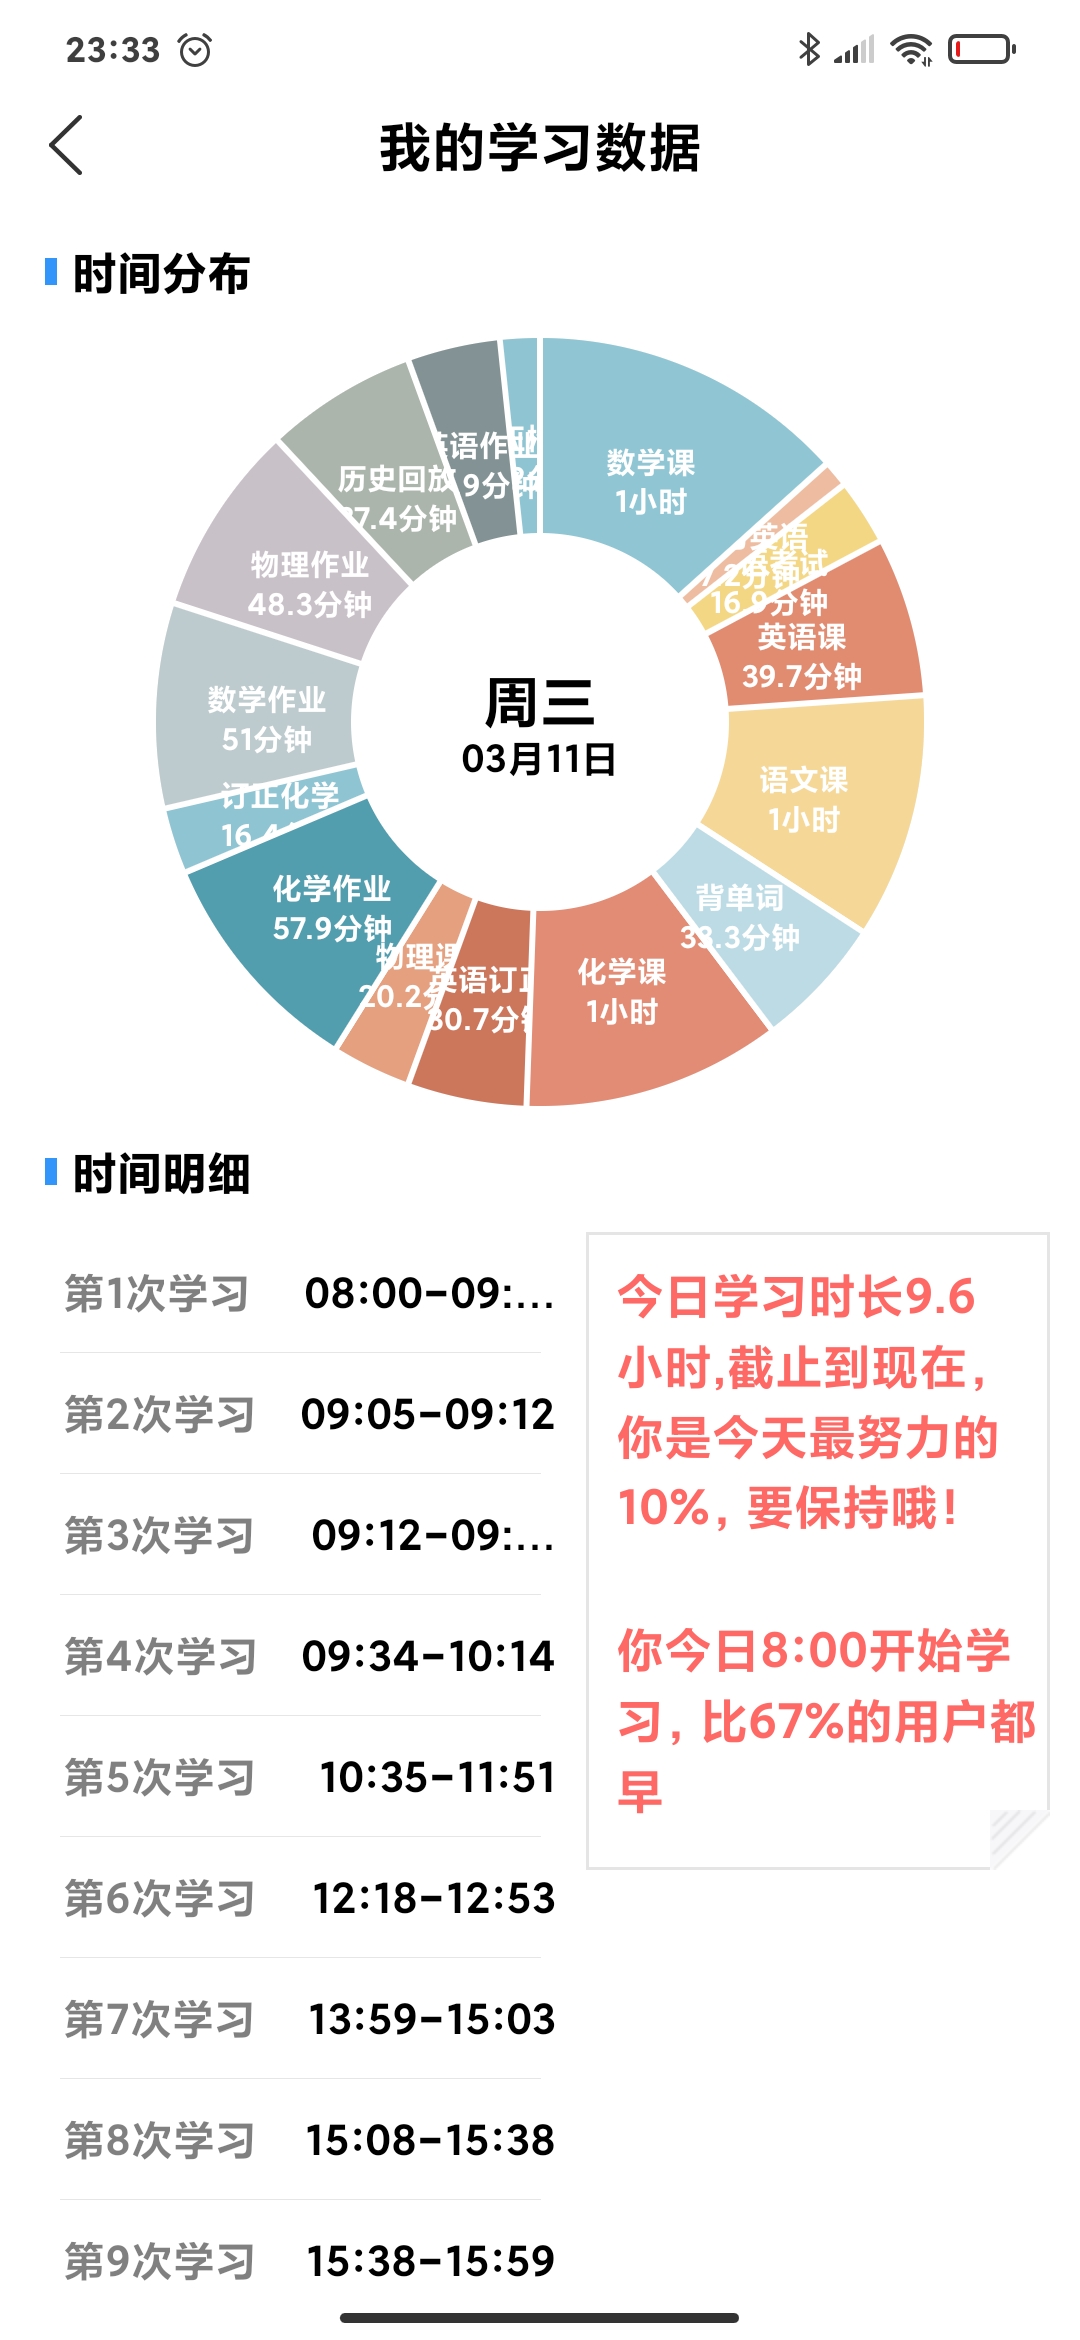 23:33
我的学习数据
时间分布
数学课
1小时
英语
7.2分钟
考试
16.9分钟
英语课
39.7分钟
语文课
1小时
背单词
33.3分钟
化学课
1小时
英语订正
30.7分钟
物理课
20.2分
化学作业
57.9分钟
订正化学
16.4
数学作业
51分钟
物理作业
48.3分钟
历史回放
37.4分钟
英语作业
9分钟
周三
03月11日
时间明细
第1次学习 08:00-09:...
第2次学习 09:05-09:12
第3次学习 09:12-09:...
第4次学习 09:34-10:14
第5次学习 10:35-11:51
第6次学习 12:18-12:53
第7次学习 13:59-15:03
第8次学习 15:08-15:38
第9次学习 15:38-15:59
今日学习时长9.6
小时,截止到现在，
你是今天最努力的
10%，要保持哦！
你今日8:00开始学
习，比67%的用户都
早